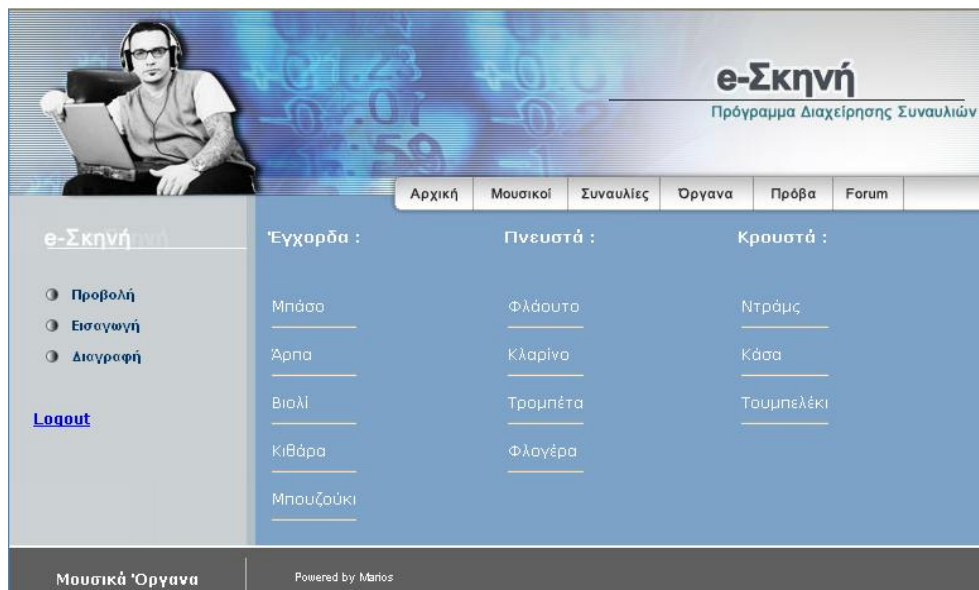 e-Σκηνή
Πρόγραμμα Διαχείρησης Συναυλιών
Αρχική Μουσικοί Συναυλίες Όργανα Πρόβα Forum
e-Σκηνή
Προβολή
Εισαγωγή
Διαγραφή
Logout
Έγχορδα : Πνευστά : Κρουστά :
Μπάσο Φλάουτο Ντράμς
Άρπα Κλαρίνο Κάσα
Βιολί Τρομπέτα Τουμπελέκι
Κιθάρα Φλογέρα
Μπουζούκι
Μουσικά Όργανα Powered by Marios